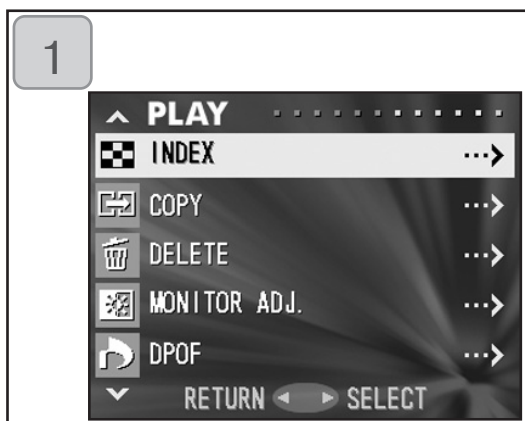 1
PLAY
INDEX
COPY
DELETE
MONITOR ADJ.
DPOF
RETURN SELECT